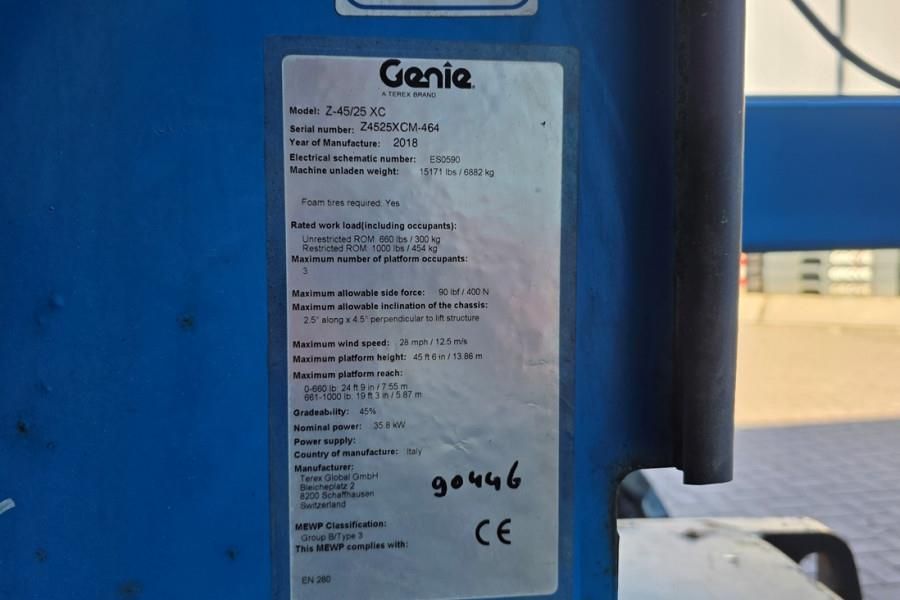 Genie
A TEREX BRAND
Model: Z-45/25 XC
Serial number: Z4525XCM-464
Year of Manufacture: 2018
Electrical schematic number: ES0590
Machine unladen weight: 15171 lbs / 6882 kg
Foam tires required: Yes
Rated work load(including occupants):
Unrestricted ROM: 660 lbs / 300 kg
Restricted ROM: 1000 lbs / 454 kg
Maximum number of platform occupants:
3
Maximum allowable side force: 90 lbf / 400 N
Maximum allowable inclination of the chassis:
2.5° along x 4.5° perpendicular to lift structure
Maximum wind speed: 28 mph / 12.5 m/s
Maximum platform height: 45 ft 6 in / 13.86 m
Maximum platform reach:
0-660 lb: 24 ft 9 in / 7.55 m
661-1000 lb: 19 ft 3 in / 5.87 m
Gradeability: 45%
Nominal power: 35.8 kW
Power supply:
Country of manufacture: Italy
Manufacturer:
Terex Global GmbH
Bleicheplatz 2
8200 Schaffhausen
Switzerland
90446
MEWP Classification:
Group B/Type 3
CE
This MEWP complies with:
EN 280